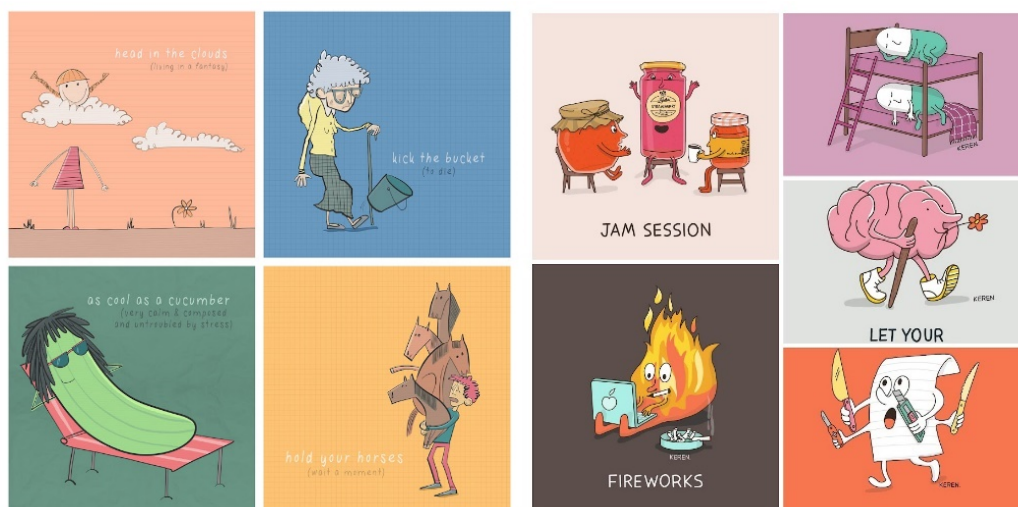 head in the clouds
(living in a fantasy)
kick the bucket
(to die)
as cool as a cucumber
(very calm & composed
and untroubled by stress)
hold your horses
(wait a moment)
JAM SESSION
FIREWORKS
KEREN.
KEREN.
KEREN.
LET YOUR
KEREN.